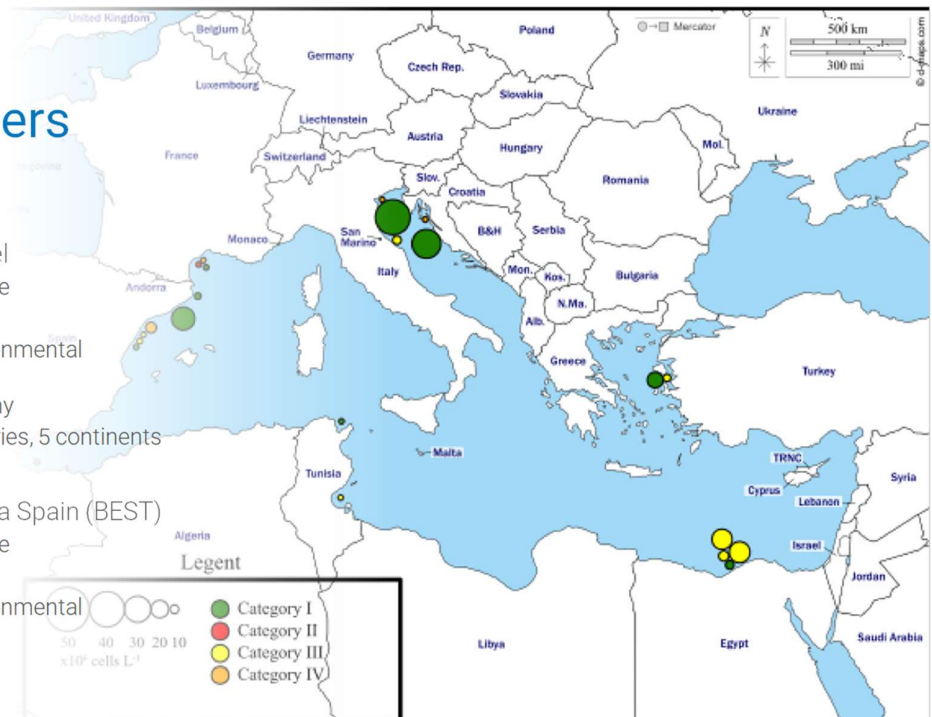 United Kingdom
Belgium
Poland
Mercator
N
500 km
300 mi
© d-maps.com
Germany
Czech Rep.
Luxembourg
Slovakia
Ukraine
ers
Liechtenstein
Austria
Mol.
France
Switzerland
Hungary
Slov.
Romania
Croatia
San
Marino
B&H
Serbia
Monaco
Italy
Mon.
Kos.
Bulgaria
Andorra
N.Ma.
Alb.
nmental
Greece
Turkey
ries, 5 continents
Malta
TRNC
Tunisia
Syria
Cyprus
Lebanon
a Spain (BEST)
Algeria
Israel
Legent
Jordan
nmental
Category I
Category II
Category III
Category IV
50 40 30 20 10
x10⁶ cells L⁻¹
Libya
Egypt
Saudi Arabia